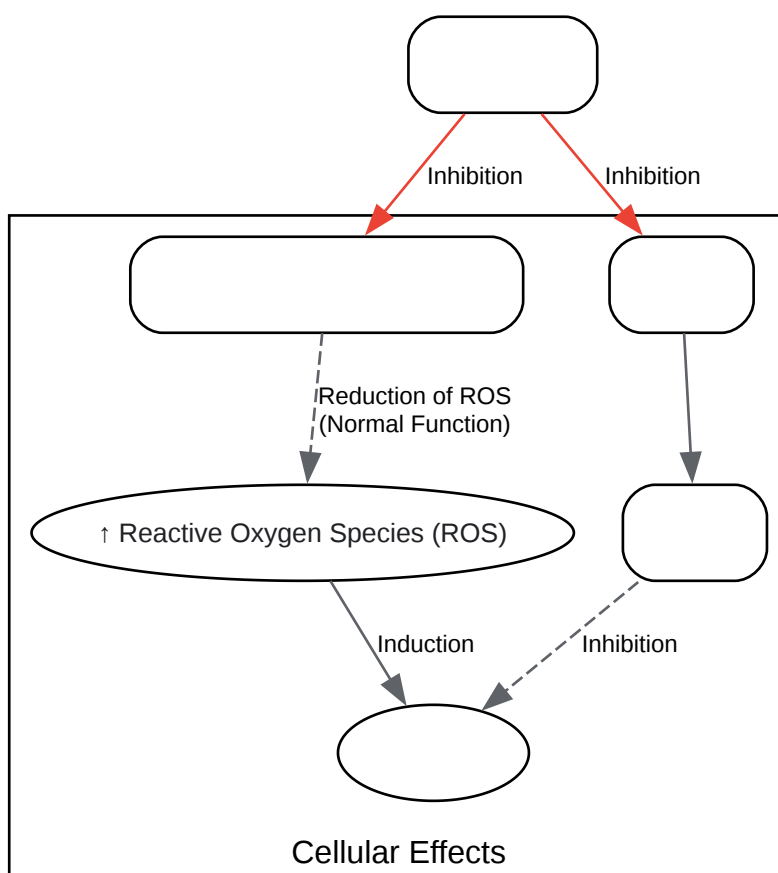 Inhibition
Inhibition
Reduction of ROS
(Normal Function)
↑ Reactive Oxygen Species (ROS)
Induction
Inhibition
Cellular Effects